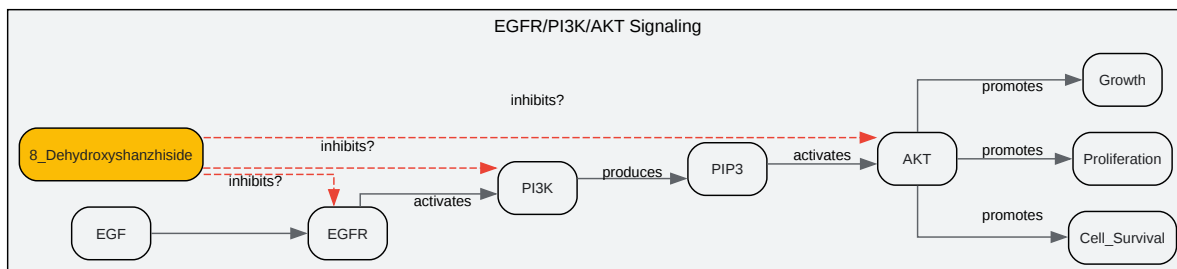 EGFR/PI3K/AKT Signaling
promotes
Growth
inhibits?
8_Dehydroxyshanzhiside
inhibits?
inhibits?
activates
PI3K
produces
PIP3
activates
AKT
promotes
Proliferation
EGF
EGFR
promotes
Cell_Survival